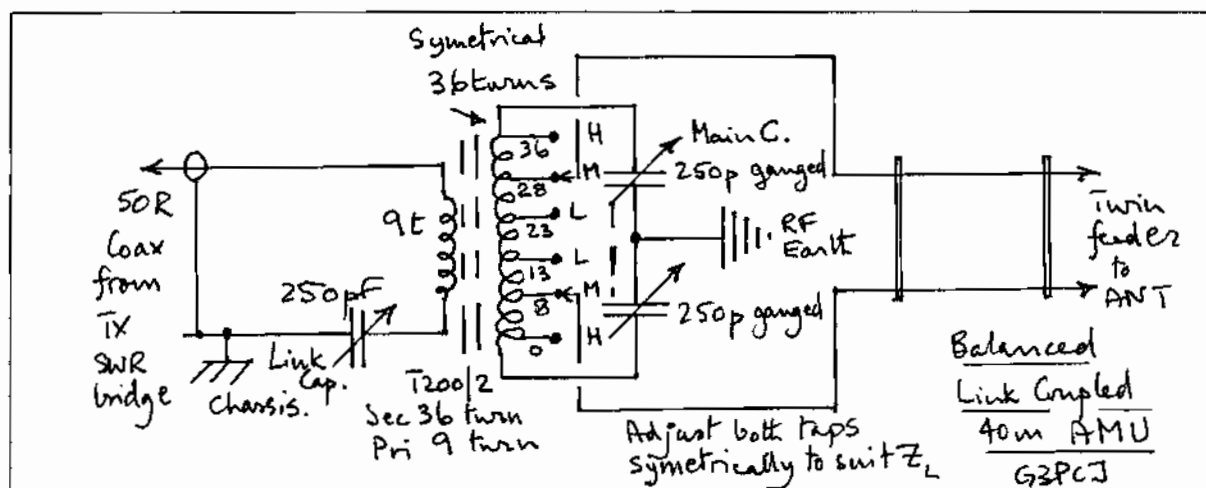 Symetrical
36 turns
50R
Coax
from
TX
SWR
bridge
Chassis.
250pF
Link
Cap.
9t
T200/2
Sec 36 turn
Pri 9 turn
36
28
23
13
8
0
H
M
L
L
M
H
Main C.
250p ganged
RF
Earth
250p ganged
Adjust both taps
symetrically to suit ZL
Twin
feeder
to
ANT
Balanced
Link Coupled
40m AMU
G3PCJ